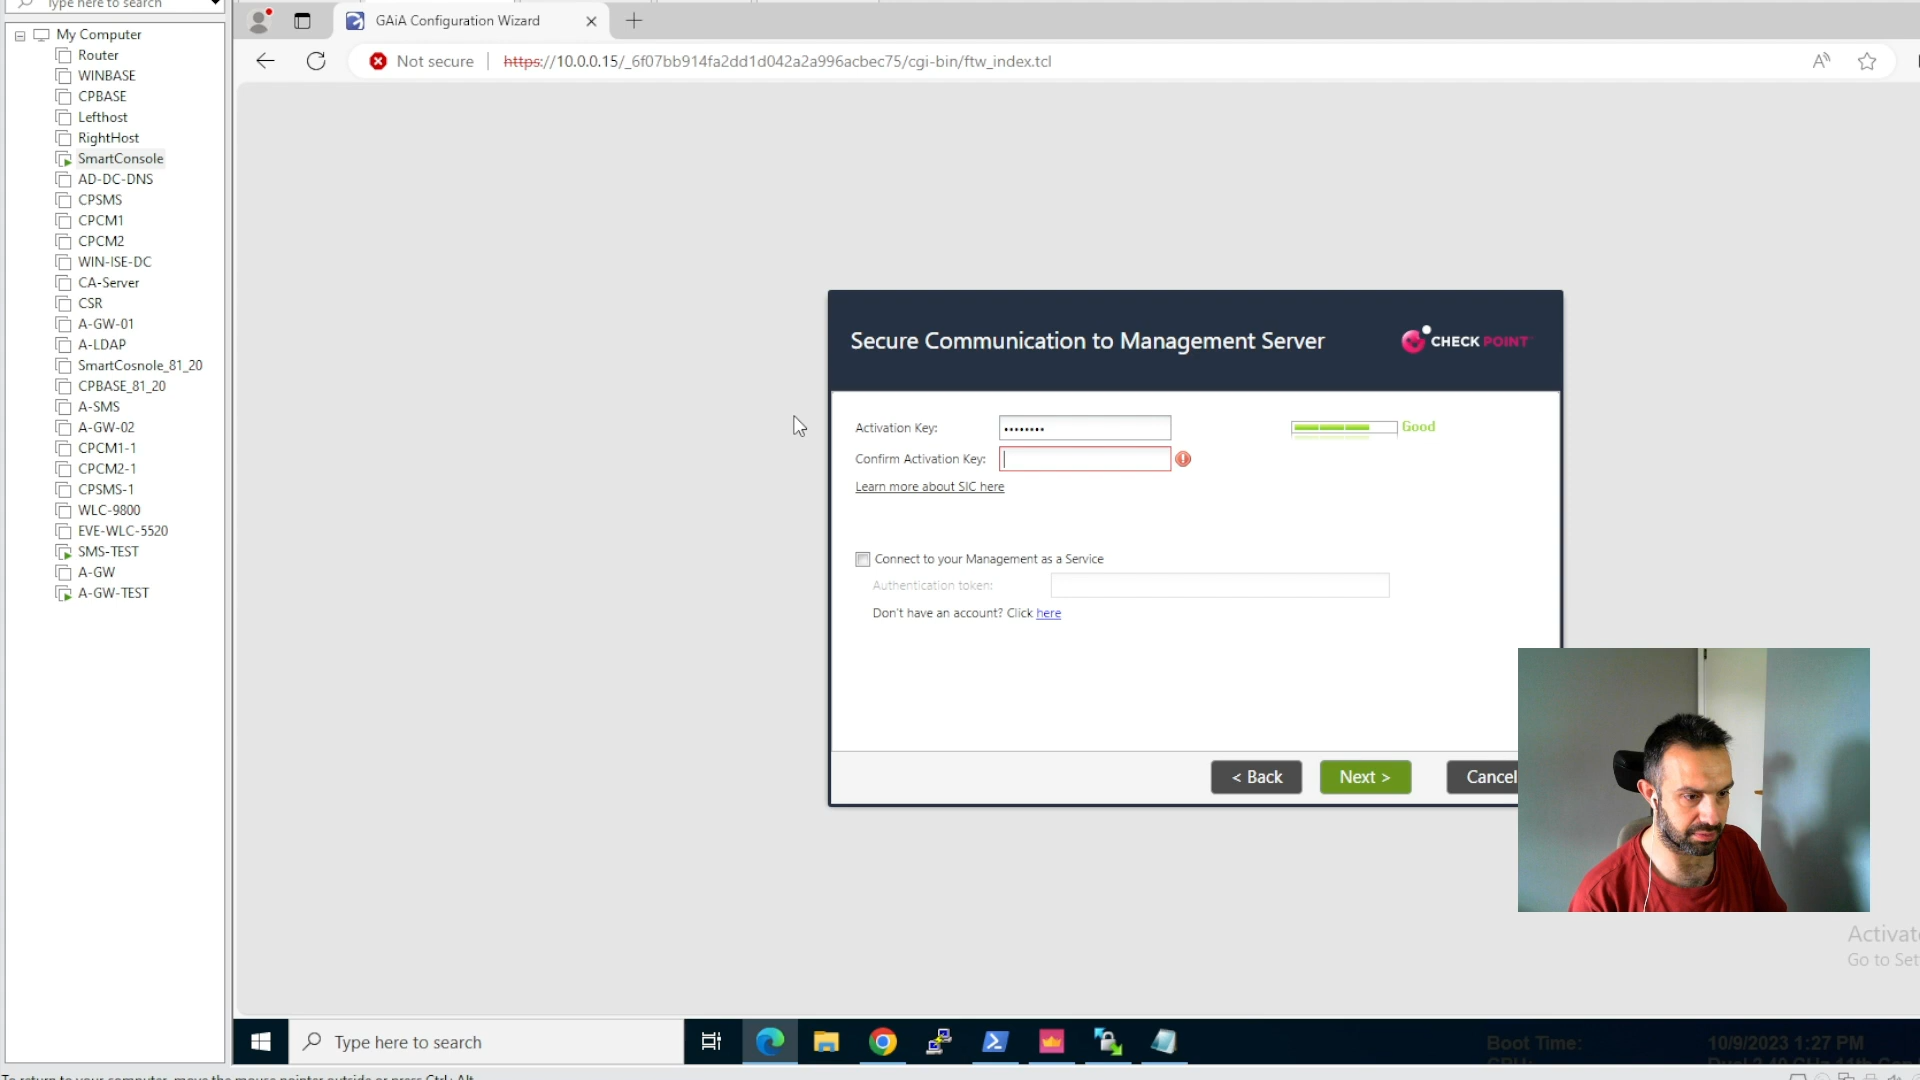 Type here to search
My Computer
Router
WINBASE
CPBASE
Lefthost
RightHost
SmartConsole
AD-DC-DNS
CPSMS
CPCM1
CPCM2
WIN-ISE-DC
CA-Server
CSR
A-GW-01
A-LDAP
SmartCosnole_81_20
CPBASE_81_20
A-SMS
A-GW-02
CPCM1-1
CPCM2-1
CPSMS-1
WLC-9800
EVE-WLC-5520
SMS-TEST
A-GW
A-GW-TEST
GAiA Configuration Wizard
Not secure
https://10.0.0.15/_6f07bb914fa2dd1d042a2a996acbec75/cgi-bin/ftw_index.tcl
Secure Communication to Management Server
CHECK POINT
Activation Key: ••••••••
Good
Confirm Activation Key:
Learn more about SIC here
Connect to your Management as a Service
Authentication token:
Don't have an account? Click here
< Back
Next >
Cancel
Activat
Go to Set
Type here to search
Boot Time:
10/9/2023 1:27 PM